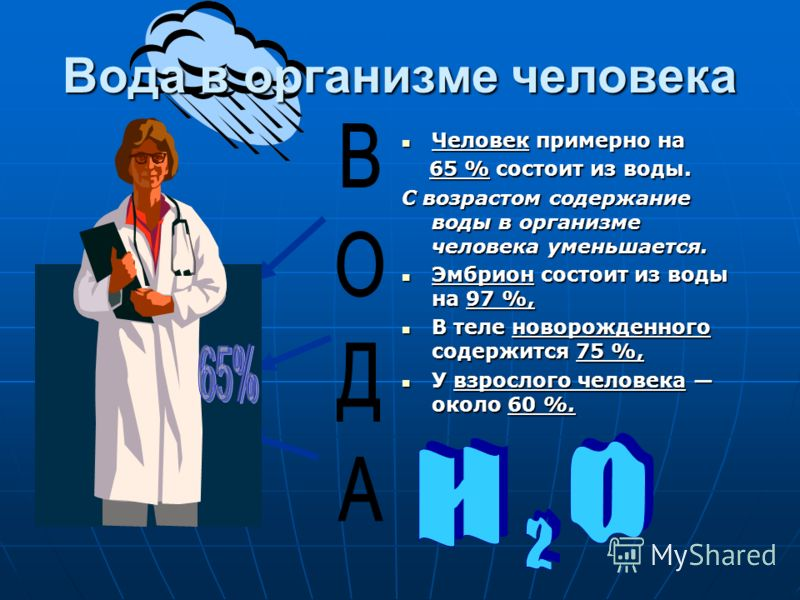 Вода в организме человека
В
О
Д
А
65%
Человек примерно на
65 % состоит из воды.
С возрастом содержание
воды в организме
человека уменьшается.
Эмбрион состоит из воды
на 97 %,
В теле новорожденного
содержится 75 %,
У взрослого человека —
около 60 %.
H2O
MyShared